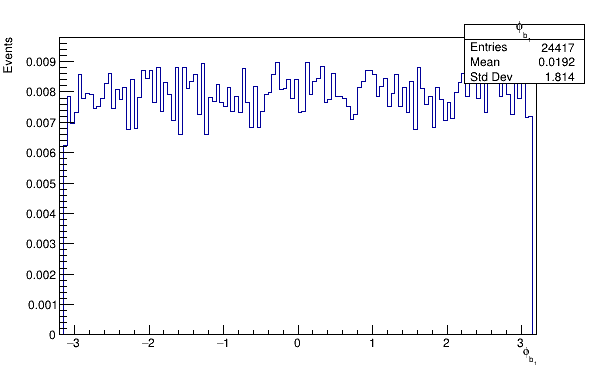 ϕ_b₁
Entries 24417
Mean 0.0192
Std Dev 1.814
Events
0.009
0.008
0.007
0.006
0.005
0.004
0.003
0.002
0.001
0
−3 −2 −1 0 1 2 3
ϕ_b₁